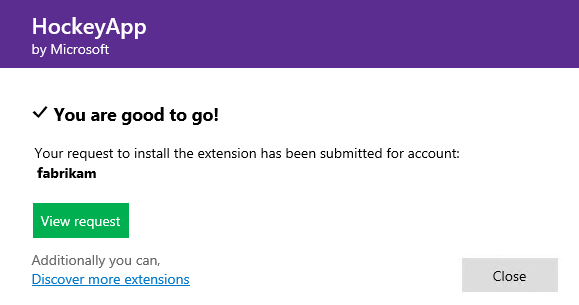 HockeyApp
by Microsoft
You are good to go!
Your request to install the extension has been submitted for account:
fabrikam
View request
Additionally you can,
Discover more extensions
Close